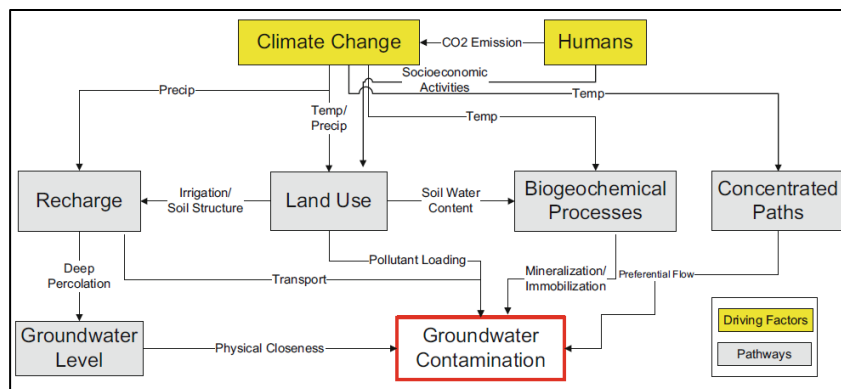 Climate Change
CO2 Emission
Humans
Socioeconomic
Activities
Precip
Temp/
Precip
Temp
Temp
Recharge
Irrigation/
Soil Structure
Land Use
Soil Water
Content
Biogeochemical
Processes
Concentrated
Paths
Deep
Percolation
Transport
Pollutant Loading
Mineralization/
Immobilization
Preferential Flow
Groundwater
Level
Physical Closeness
Groundwater
Contamination
Driving Factors
Pathways